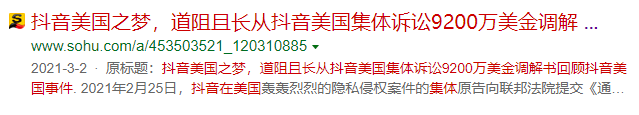 抖音美国之梦，道阻且长从抖音美国集体诉讼9200万美金调解 ...
www.sohu.com/a/453503521_120310885
2021-3-2 · 原标题：抖音美国之梦，道阻且长从抖音美国集体诉讼9200万美金调解书回顾抖音美
国事件. 2021年2月25日，抖音在美国轰轰烈烈的隐私侵权案件的集体原告向联邦法院提交《通...